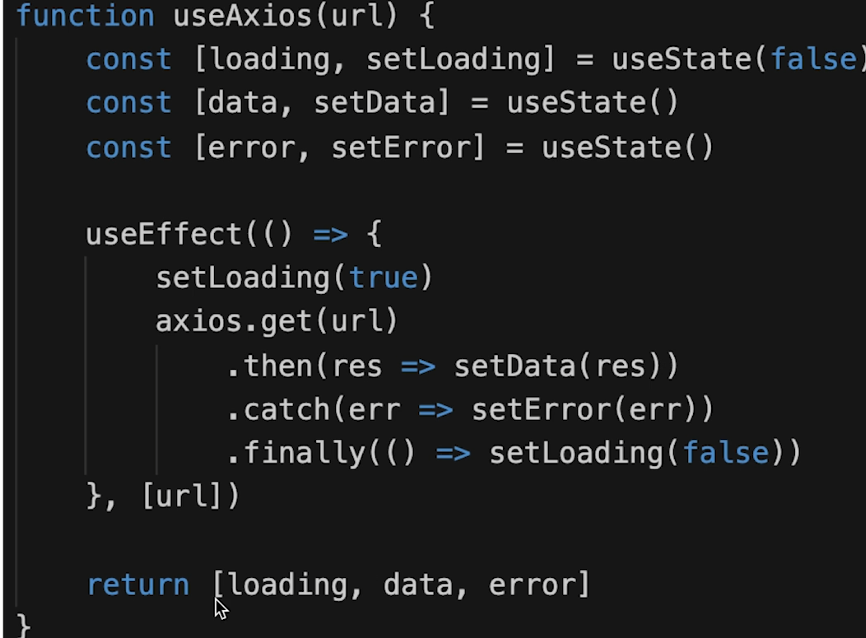 function useAxios(url) {
    const [loading, setLoading] = useState(false)
    const [data, setData] = useState()
    const [error, setError] = useState()

    useEffect(() => {
        setLoading(true)
        axios.get(url)
            .then(res => setData(res))
            .catch(err => setError(err))
            .finally(() => setLoading(false))
    }, [url])

    return [loading, data, error]
}